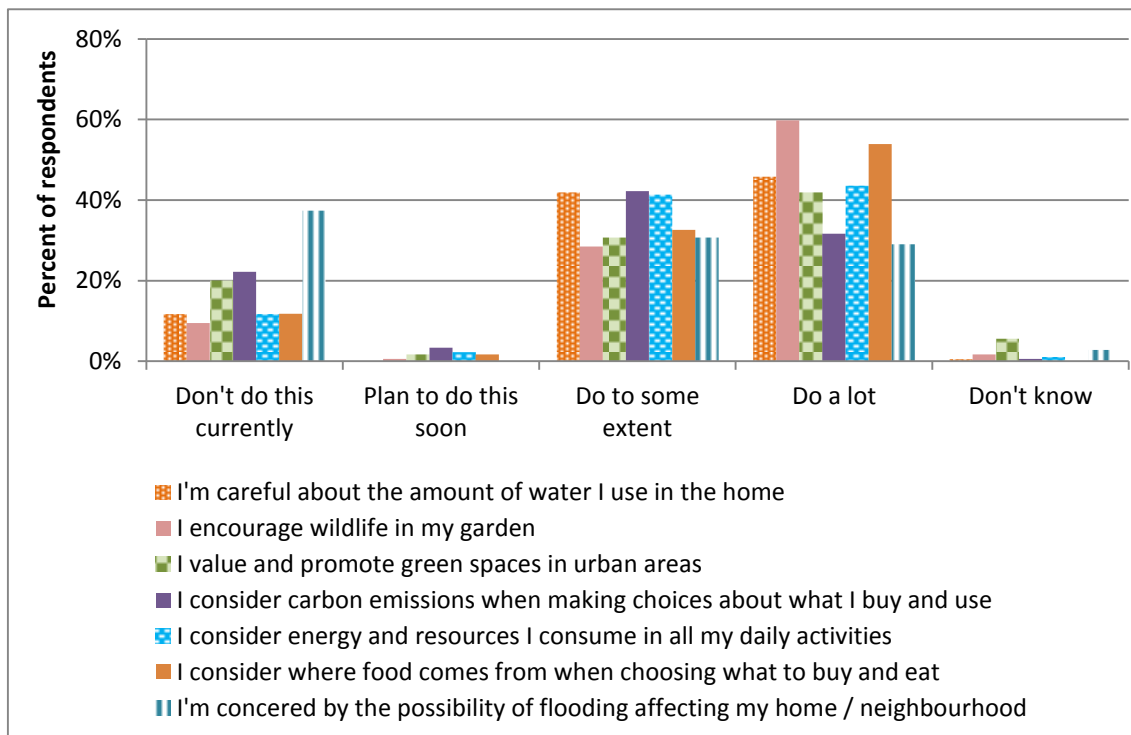 80%
60%
40%
20%
0%
Percent of respondents
Don't do this
currently
Plan to do this
soon
Do to some
extent
Do a lot
Don't know
I'm careful about the amount of water I use in the home
I encourage wildlife in my garden
I value and promote green spaces in urban areas
I consider carbon emissions when making choices about what I buy and use
I consider energy and resources I consume in all my daily activities
I consider where food comes from when choosing what to buy and eat
I'm concered by the possibility of flooding affecting my home / neighbourhood